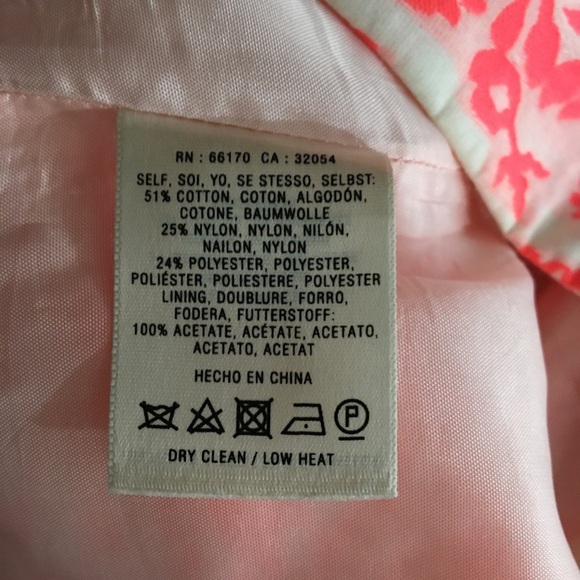 RN : 66170 CA : 32054
SELF, SOI, YO, SE STESSO, SELBST:
51% COTTON, COTON, ALGODÓN,
COTONE, BAUMWOLLE
25% NYLON, NYLON, NILÓN,
NAILON, NYLON
24% POLYESTER, POLYESTER,
POLIÉSTER, POLIESTERE, POLYESTER
LINING, DOUBLURE, FORRO,
FODERA, FUTTERSTOFF:
100% ACETATE, ACÉTATE, ACETATO,
ACETATO, ACETAT
HECHO EN CHINA
P
DRY CLEAN / LOW HEAT